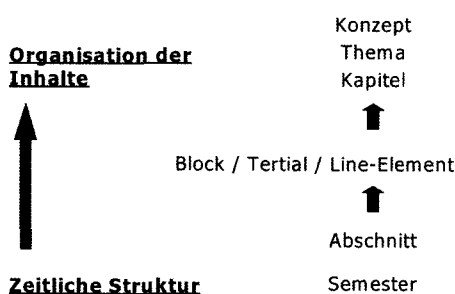 Konzept
Organisation der
Inhalte
Thema
Kapitel
Block / Tertial / Line-Element
Abschnitt
Zeitliche Struktur
Semester